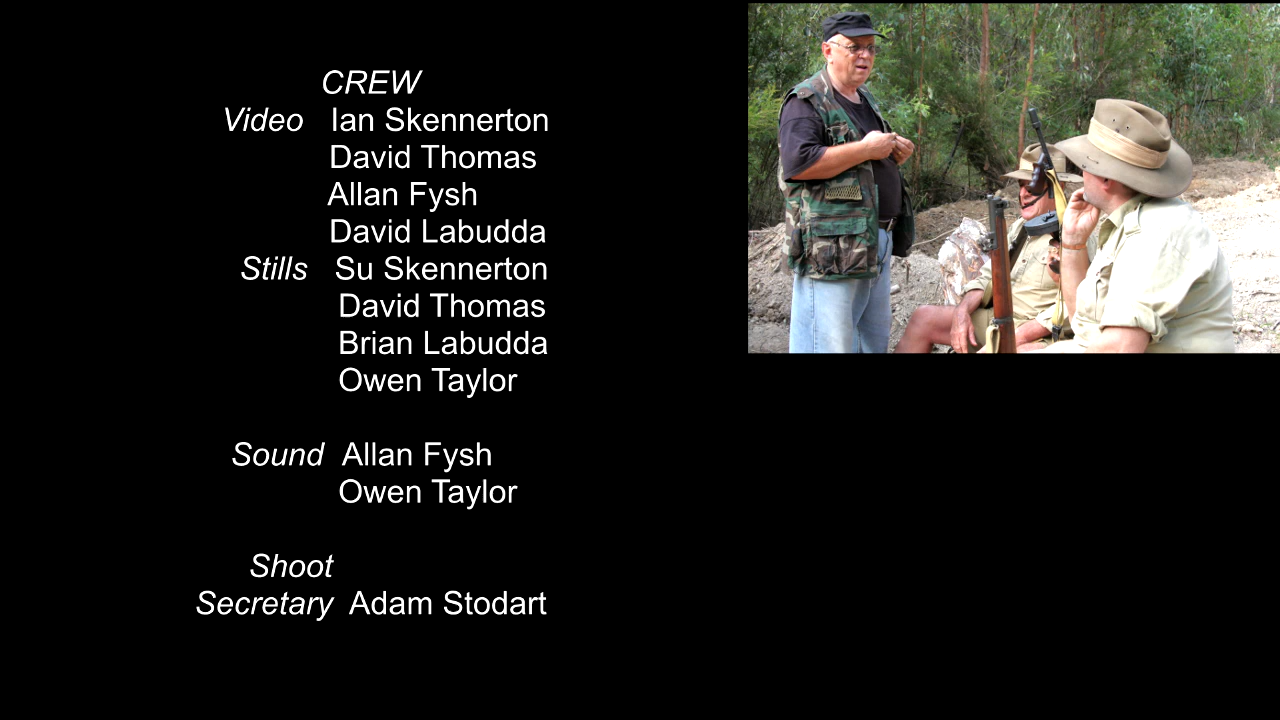 CREW
Video Ian Skennerton
David Thomas
Allan Fysh
David Labudda
Stills Su Skennerton
David Thomas
Brian Labudda
Owen Taylor
Sound Allan Fysh
Owen Taylor
Shoot
Secretary Adam Stodart